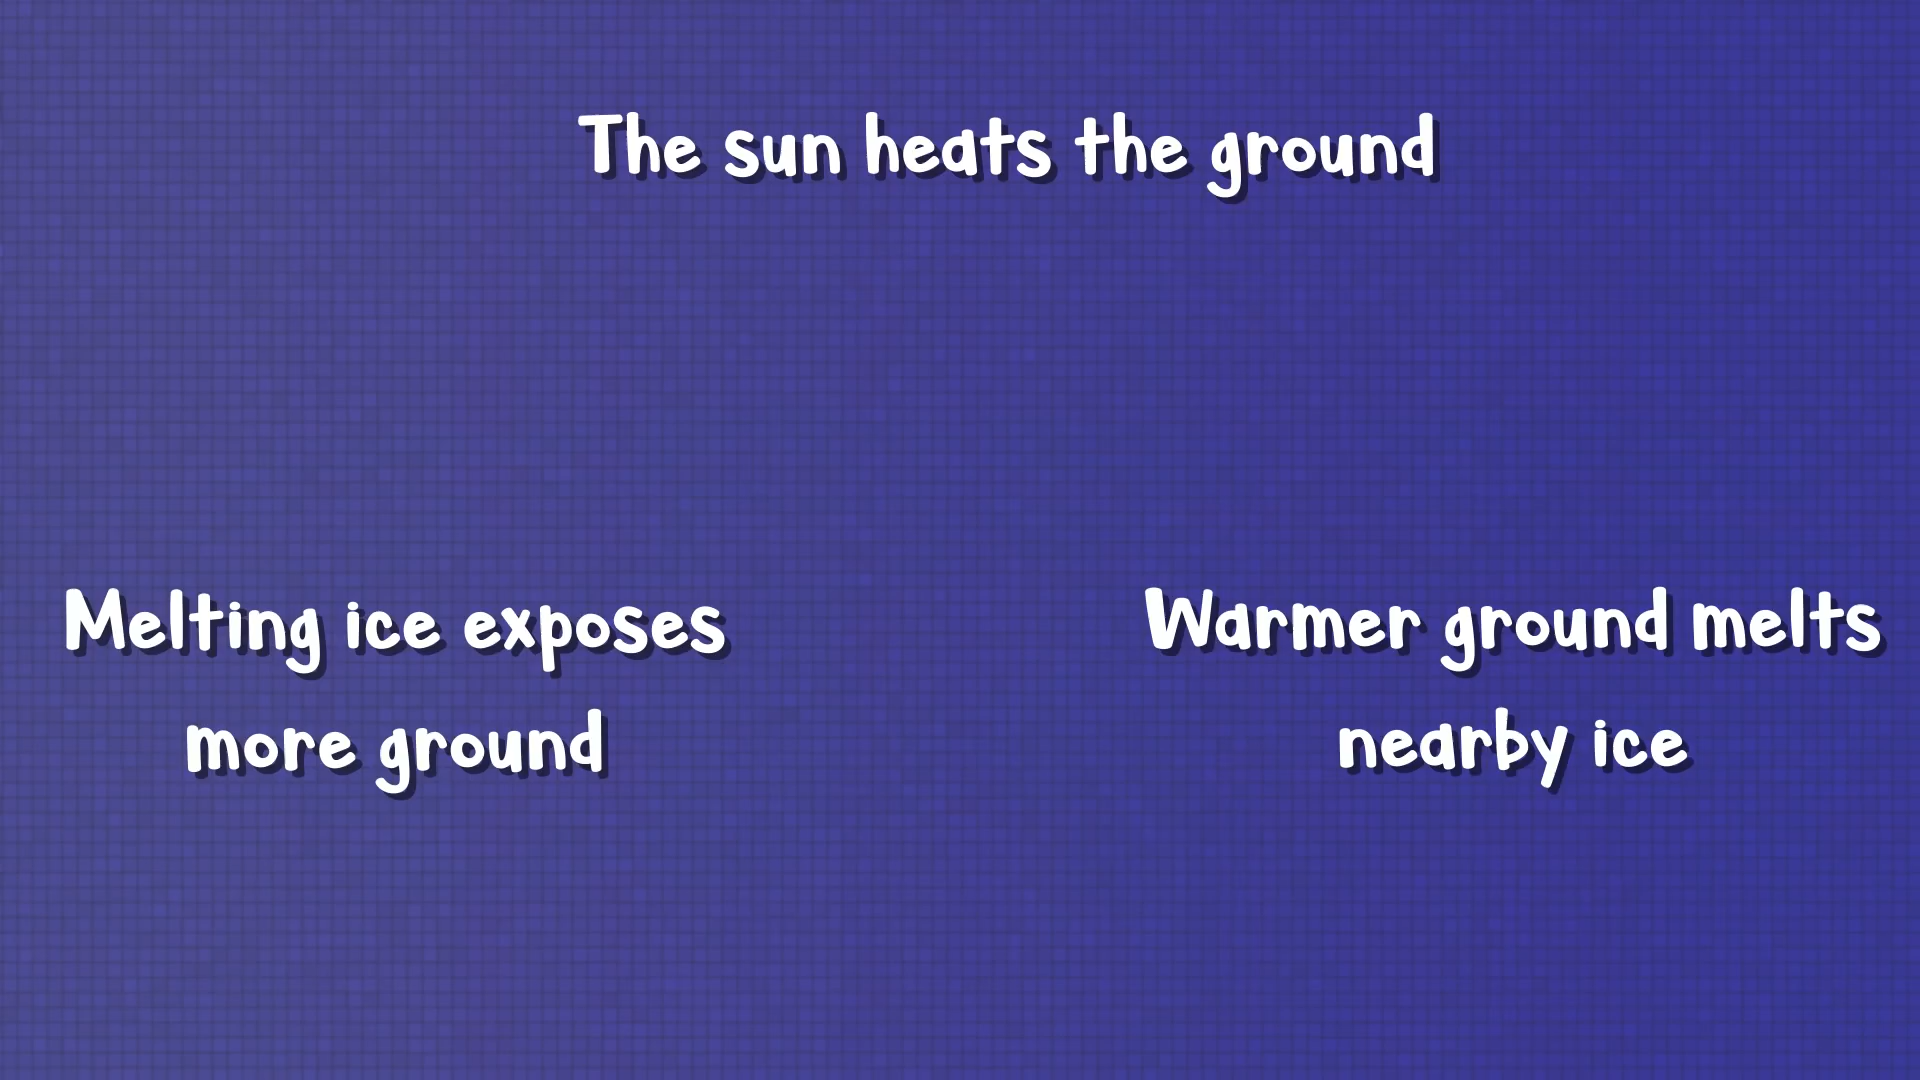 The sun heats the ground
Melting ice exposes
more ground
Warmer ground melts
nearby ice